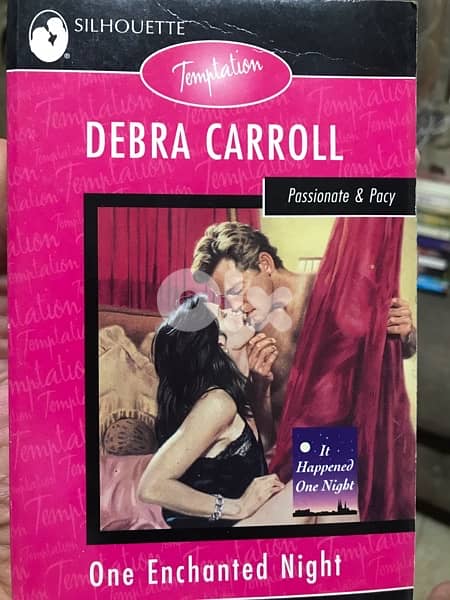 SILHOUETTE
®
Temptation
DEBRA CARROLL
Passionate & Pacy
It
Happened
One Night
One Enchanted Night